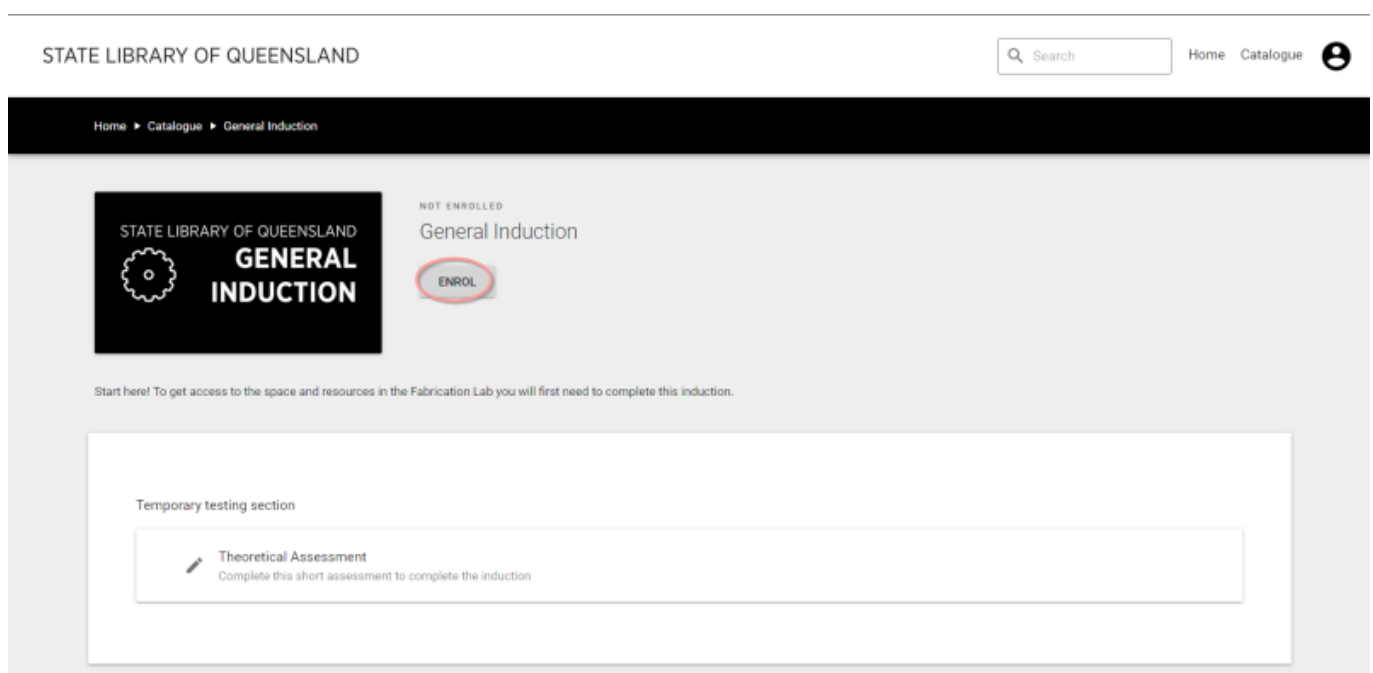 STATE LIBRARY OF QUEENSLAND
Search
Home Catalogue
Home ▶ Catalogue ▶ General Induction
STATE LIBRARY OF QUEENSLAND
GENERAL
INDUCTION
NOT ENROLLED
General Induction
ENROL
Start here! To get access to the space and resources in the Fabrication Lab you will first need to complete this induction.
Temporary testing section
Theoretical Assessment
Complete this short assessment to complete the induction